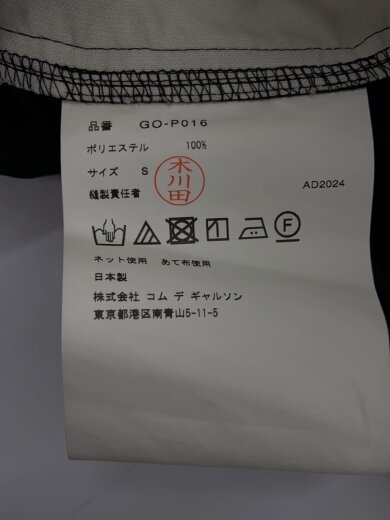 品番 GO-P016
ポリエステル 100%
サイズ S
縫製責任者 木川田
AD2024
ネット使用 あて布使用
日本製
株式会社 コム デ ギャルソン
東京都港区南青山5-11-5